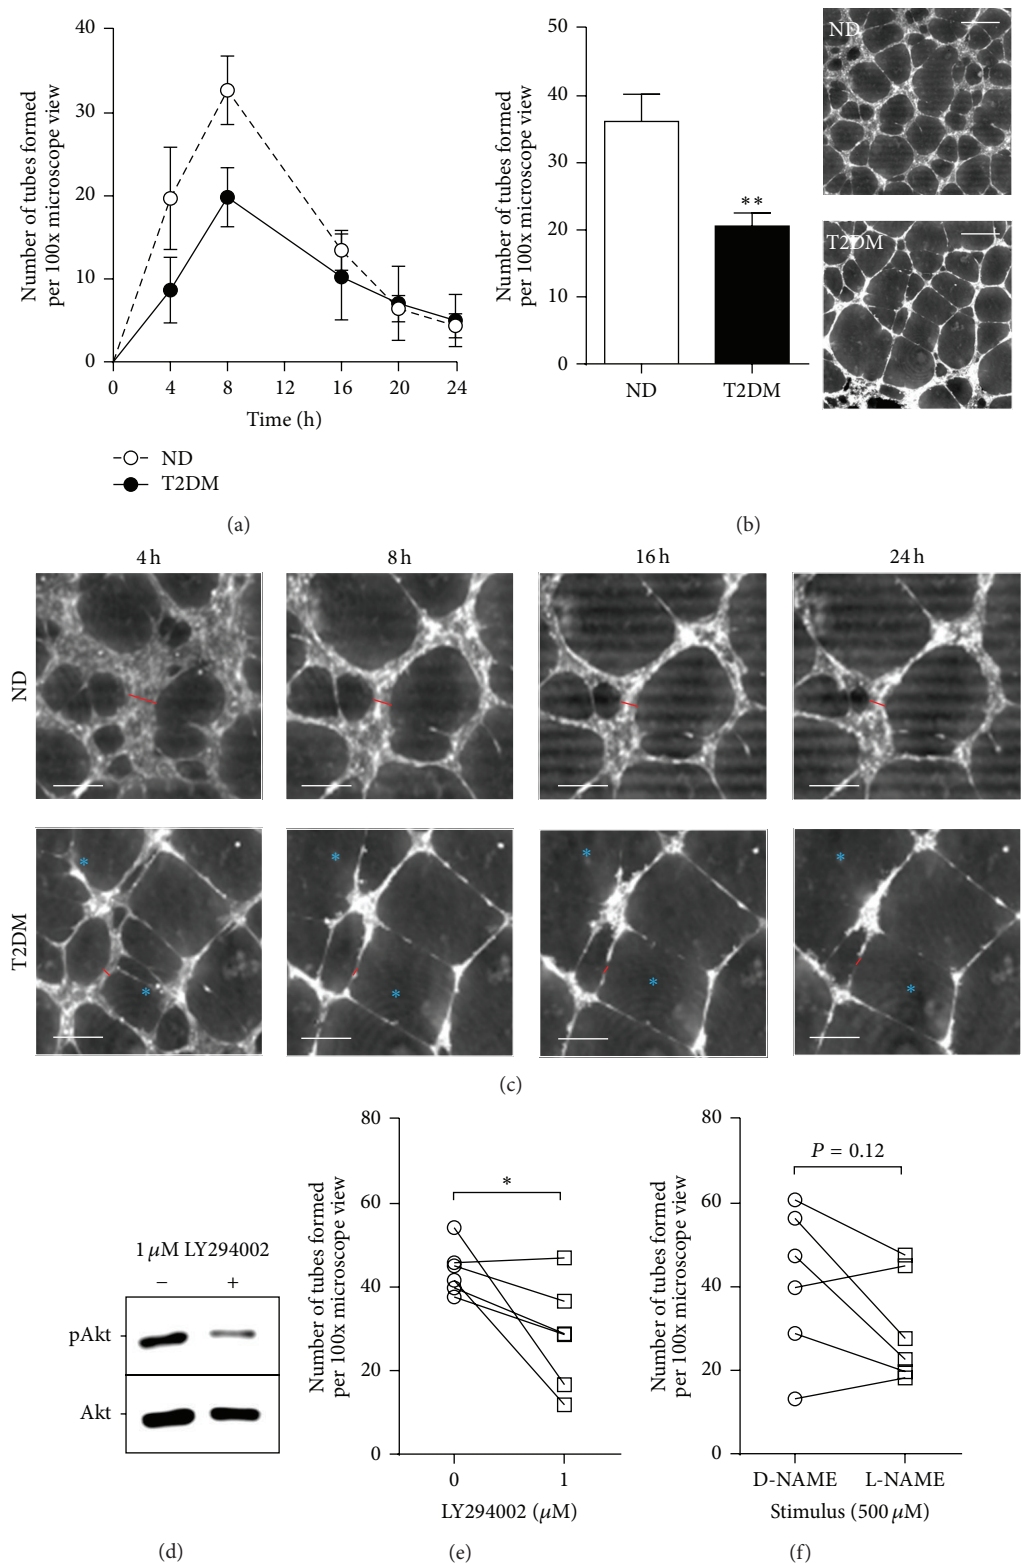 40
30
20
10
0
Number of tubes formed
per 100x microscope view
0 4 8 12 16 20 24
Time (h)
ND
T2DM
(a)
50
40
30
20
10
0
Number of tubes formed
per 100x microscope view
**
ND T2DM
ND
T2DM
(b)
4 h 8 h 16 h 24 h
ND
T2DM
* * * *
* * * *
(c)
1 μM LY294002
− +
pAkt
Akt
(d)
80
60
40
20
0
Number of tubes formed
per 100x microscope view
*
0 1
LY294002 (μM)
(e)
80
60
40
20
0
Number of tubes formed
per 100x microscope view
P = 0.12
D-NAME L-NAME
Stimulus (500 μM)
(f)